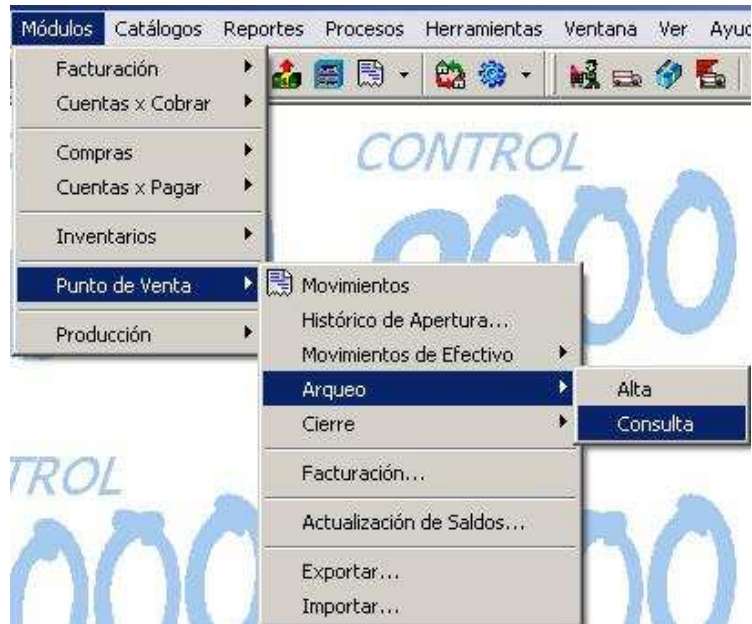 Módulos Catálogos Reportes Procesos Herramientas Ventana Ver
Facturación
Cuentas x Cobrar
Compras
Cuentas x Pagar
Inventarios
Punto de Venta
Producción
CONTROL
Movimientos
Histórico de Apertura...
Movimientos de Efectivo
Arqueo
Alta
Cierre
Consulta
Facturación...
Actualización de Saldos...
Exportar...
Importar...